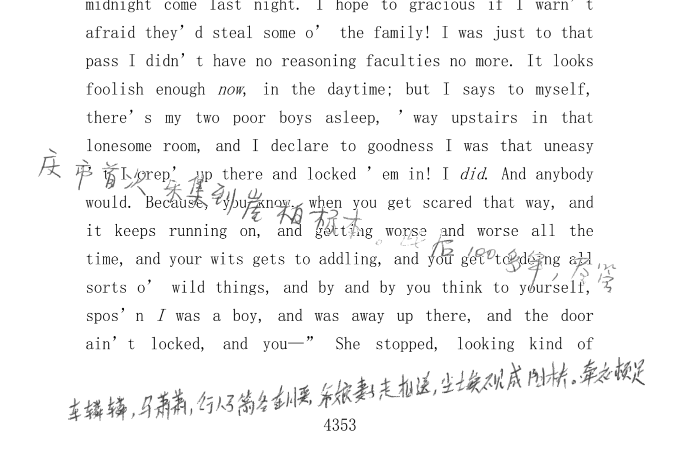 midnight come last night. I hope to gracious if I warn’t
afraid they’d steal some o’ the family! I was just to that
pass I didn’t have no reasoning faculties no more. It looks
foolish enough now, in the daytime; but I says to myself,
there’s my two poor boys asleep, ’way upstairs in that
lonesome room, and I declare to goodness I was that uneasy
庆市首次采集到崖柏标本。此后100多年，
’t I crep’ up there and locked ’em in! I did. And anybody
would. Because, you know, when you get scared that way, and
it keeps running on, and getting worse and worse all the
time, and your wits gets to addling, and you get to doing all
sorts o’ wild things, and by and by you think to yourself,
spos’n I was a boy, and was away up there, and the door
ain’t locked, and you—” She stopped, looking kind of
车辚辚，马萧萧，行人弓箭各在腰。爷娘妻子走相送，尘埃不见咸阳桥。牵衣顿足
4353